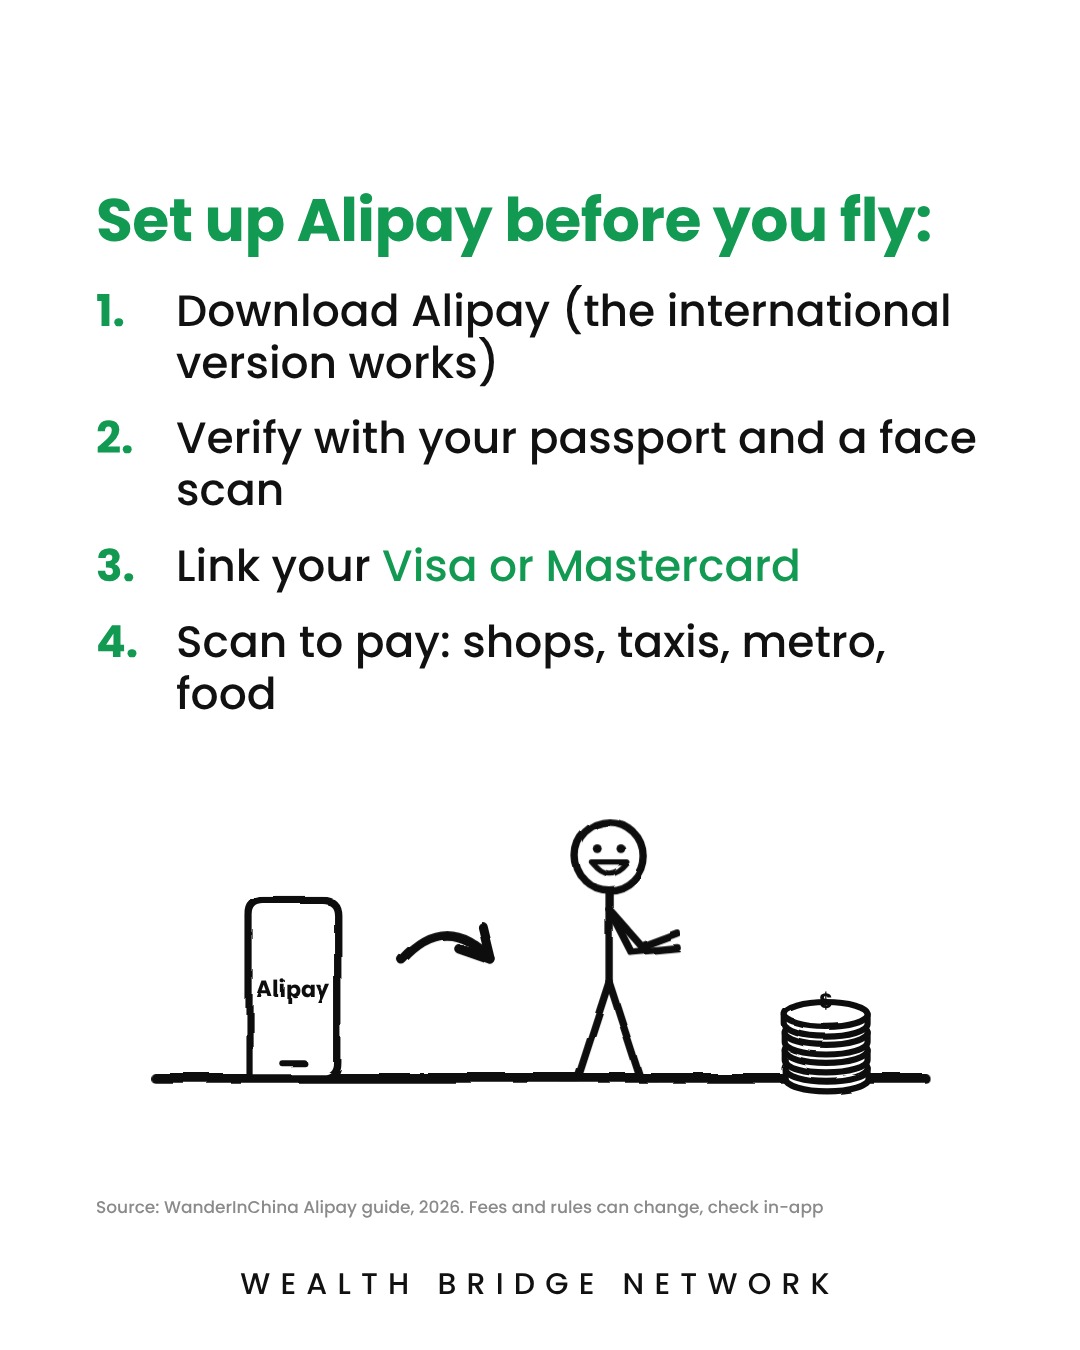 Set up Alipay before you fly:
1. Download Alipay (the international
version works)
2. Verify with your passport and a face
scan
3. Link your Visa or Mastercard
4. Scan to pay: shops, taxis, metro,
food
Alipay
$
Source: WanderInChina Alipay guide, 2026. Fees and rules can change, check in-app
WEALTH BRIDGE NETWORK